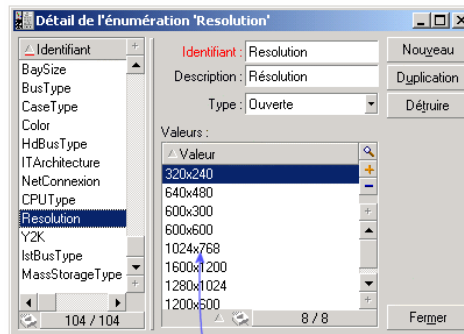 Détail de l'énumération 'Resolution'
Identifiant
BaySize
BusType
CaseType
Color
HdBusType
ITArchitecture
NetConnexion
CPUType
Resolution
Y2K
IstBusType
MassStorageType
104 / 104
Identifiant : Resolution
Description : Résolution
Type : Ouverte
Valeurs :
Valeur
320x240
640x480
600x300
600x600
1024x768
1600x1200
1280x1024
1200x600
8 / 8
Nouveau
Duplication
Détruire
Fermer